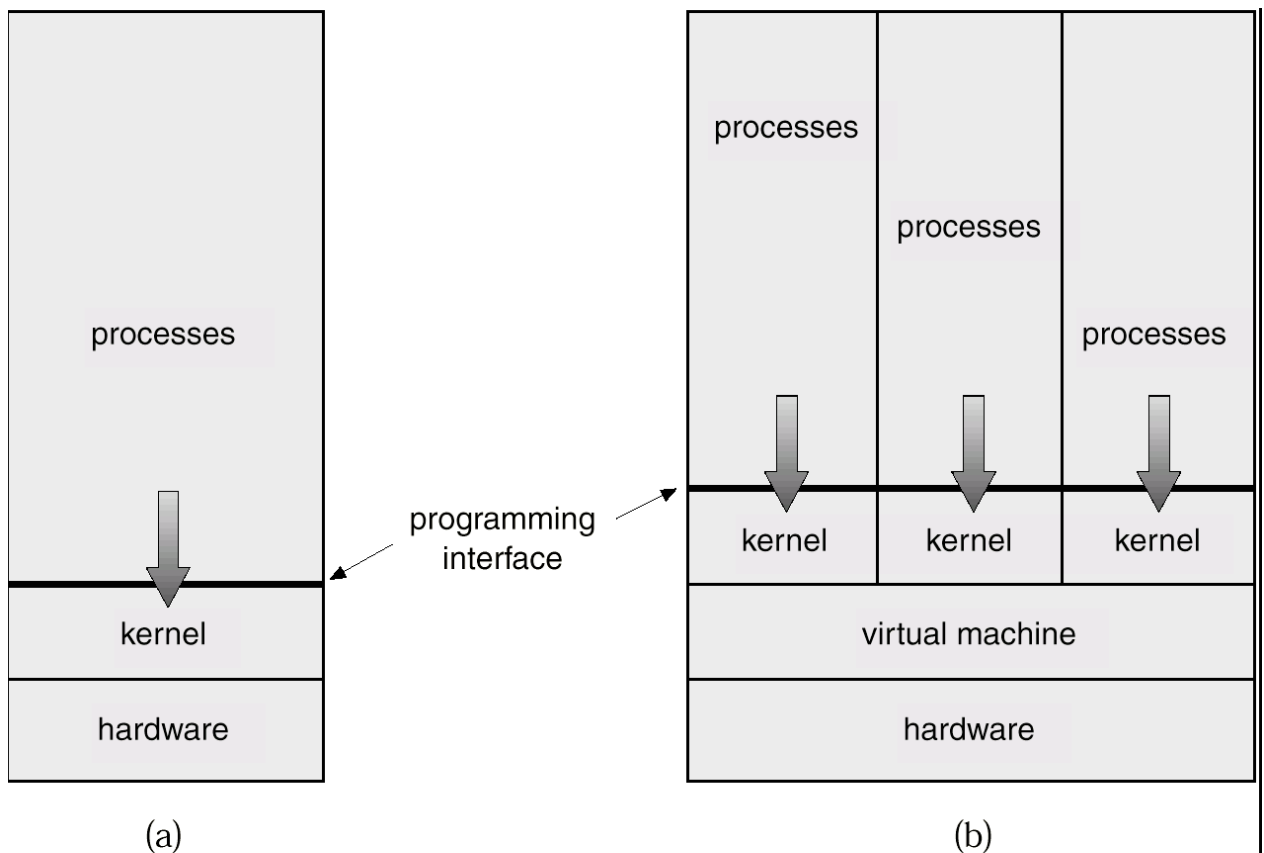 processes
kernel
hardware
(a)
programming
interface
processes
processes
processes
kernel
kernel
kernel
virtual machine
hardware
(b)